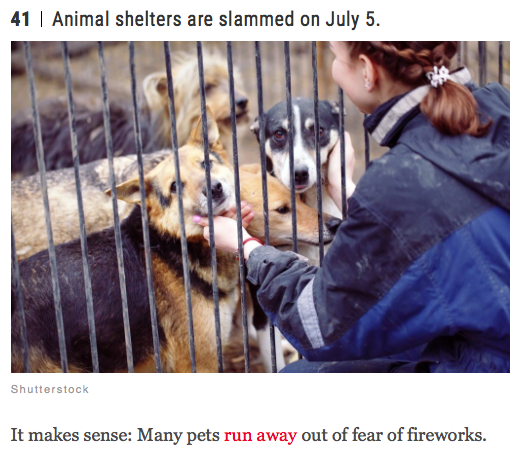 41 | Animal shelters are slammed on July 5.
Shutterstock
It makes sense: Many pets run away out of fear of fireworks.